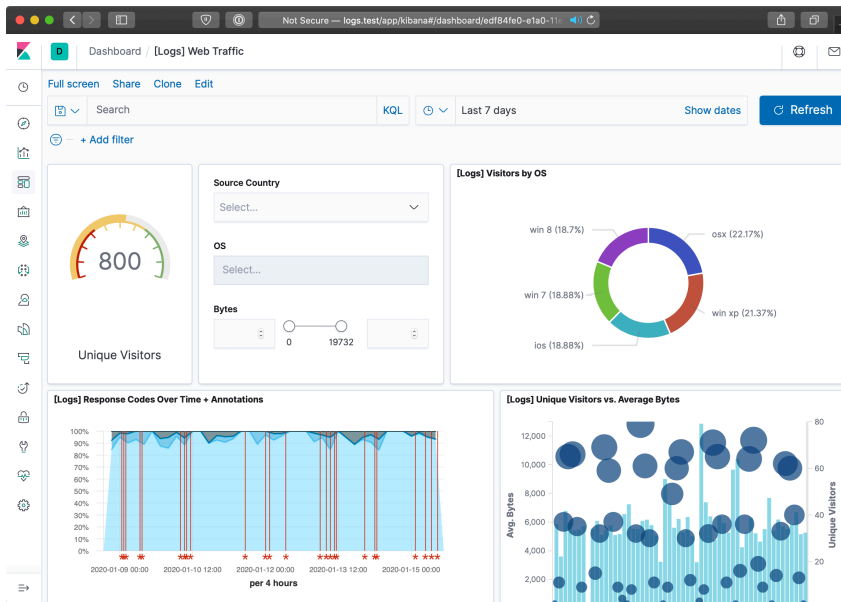 Not Secure — logs.test/app/kibana#/dashboard/edf84fe0-e1a0-11e
D
Dashboard / [Logs] Web Traffic
Full screen Share Clone Edit
Search KQL Last 7 days Show dates Refresh
+ Add filter
800
Unique Visitors
Source Country
Select...
OS
Select...
Bytes
0 19732
[Logs] Visitors by OS
win 8 (18.7%)
osx (22.17%)
win 7 (18.88%)
win xp (21.37%)
ios (18.88%)
[Logs] Response Codes Over Time + Annotations
100%
90%
80%
70%
60%
50%
40%
30%
20%
10%
0%
2020-01-09 00:00 2020-01-10 12:00 2020-01-12 00:00 2020-01-13 12:00 2020-01-15 00:00
per 4 hours
[Logs] Unique Visitors vs. Average Bytes
Avg. Bytes
12,000
10,000
8,000
6,000
4,000
2,000
80
60
40
20
Unique Visitors